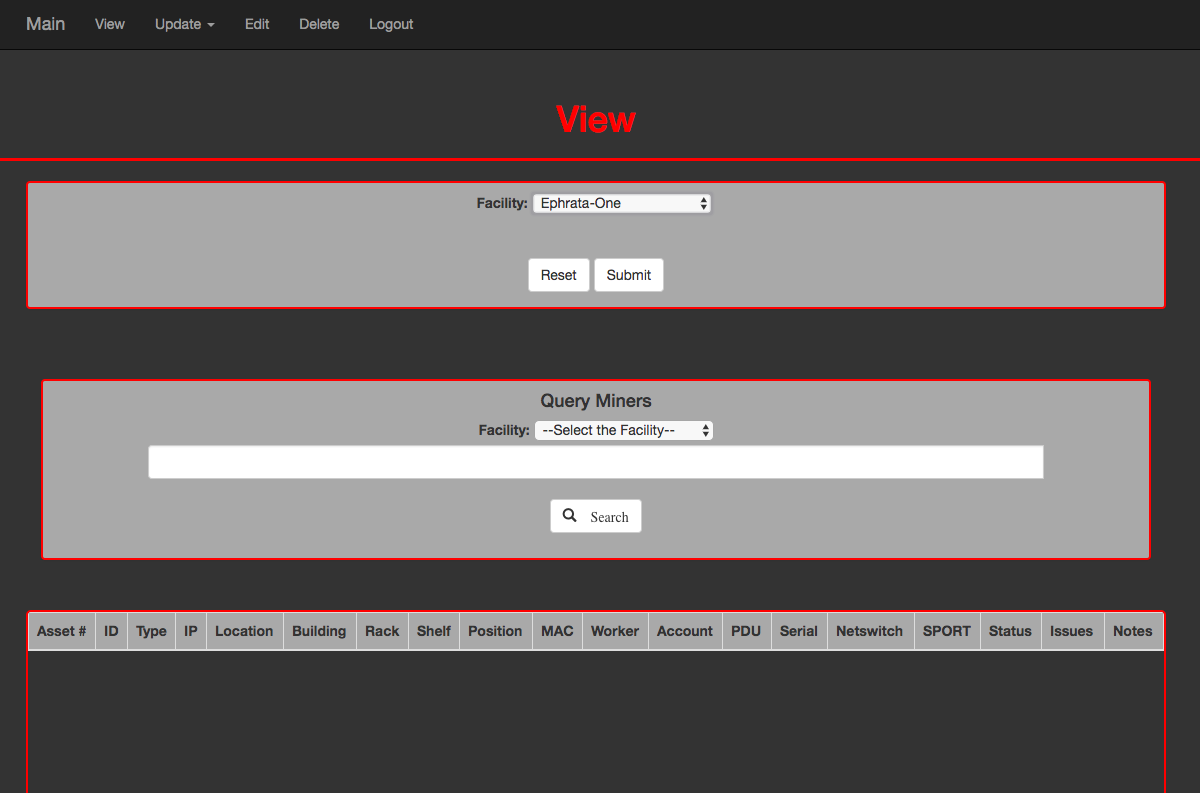 Main View Update Edit Delete Logout
View
Facility: Ephrata-One
Reset Submit
Query Miners
Facility: --Select the Facility--
Search
Asset # ID Type IP Location Building Rack Shelf Position MAC Worker Account PDU Serial Netswitch SPORT Status Issues Notes